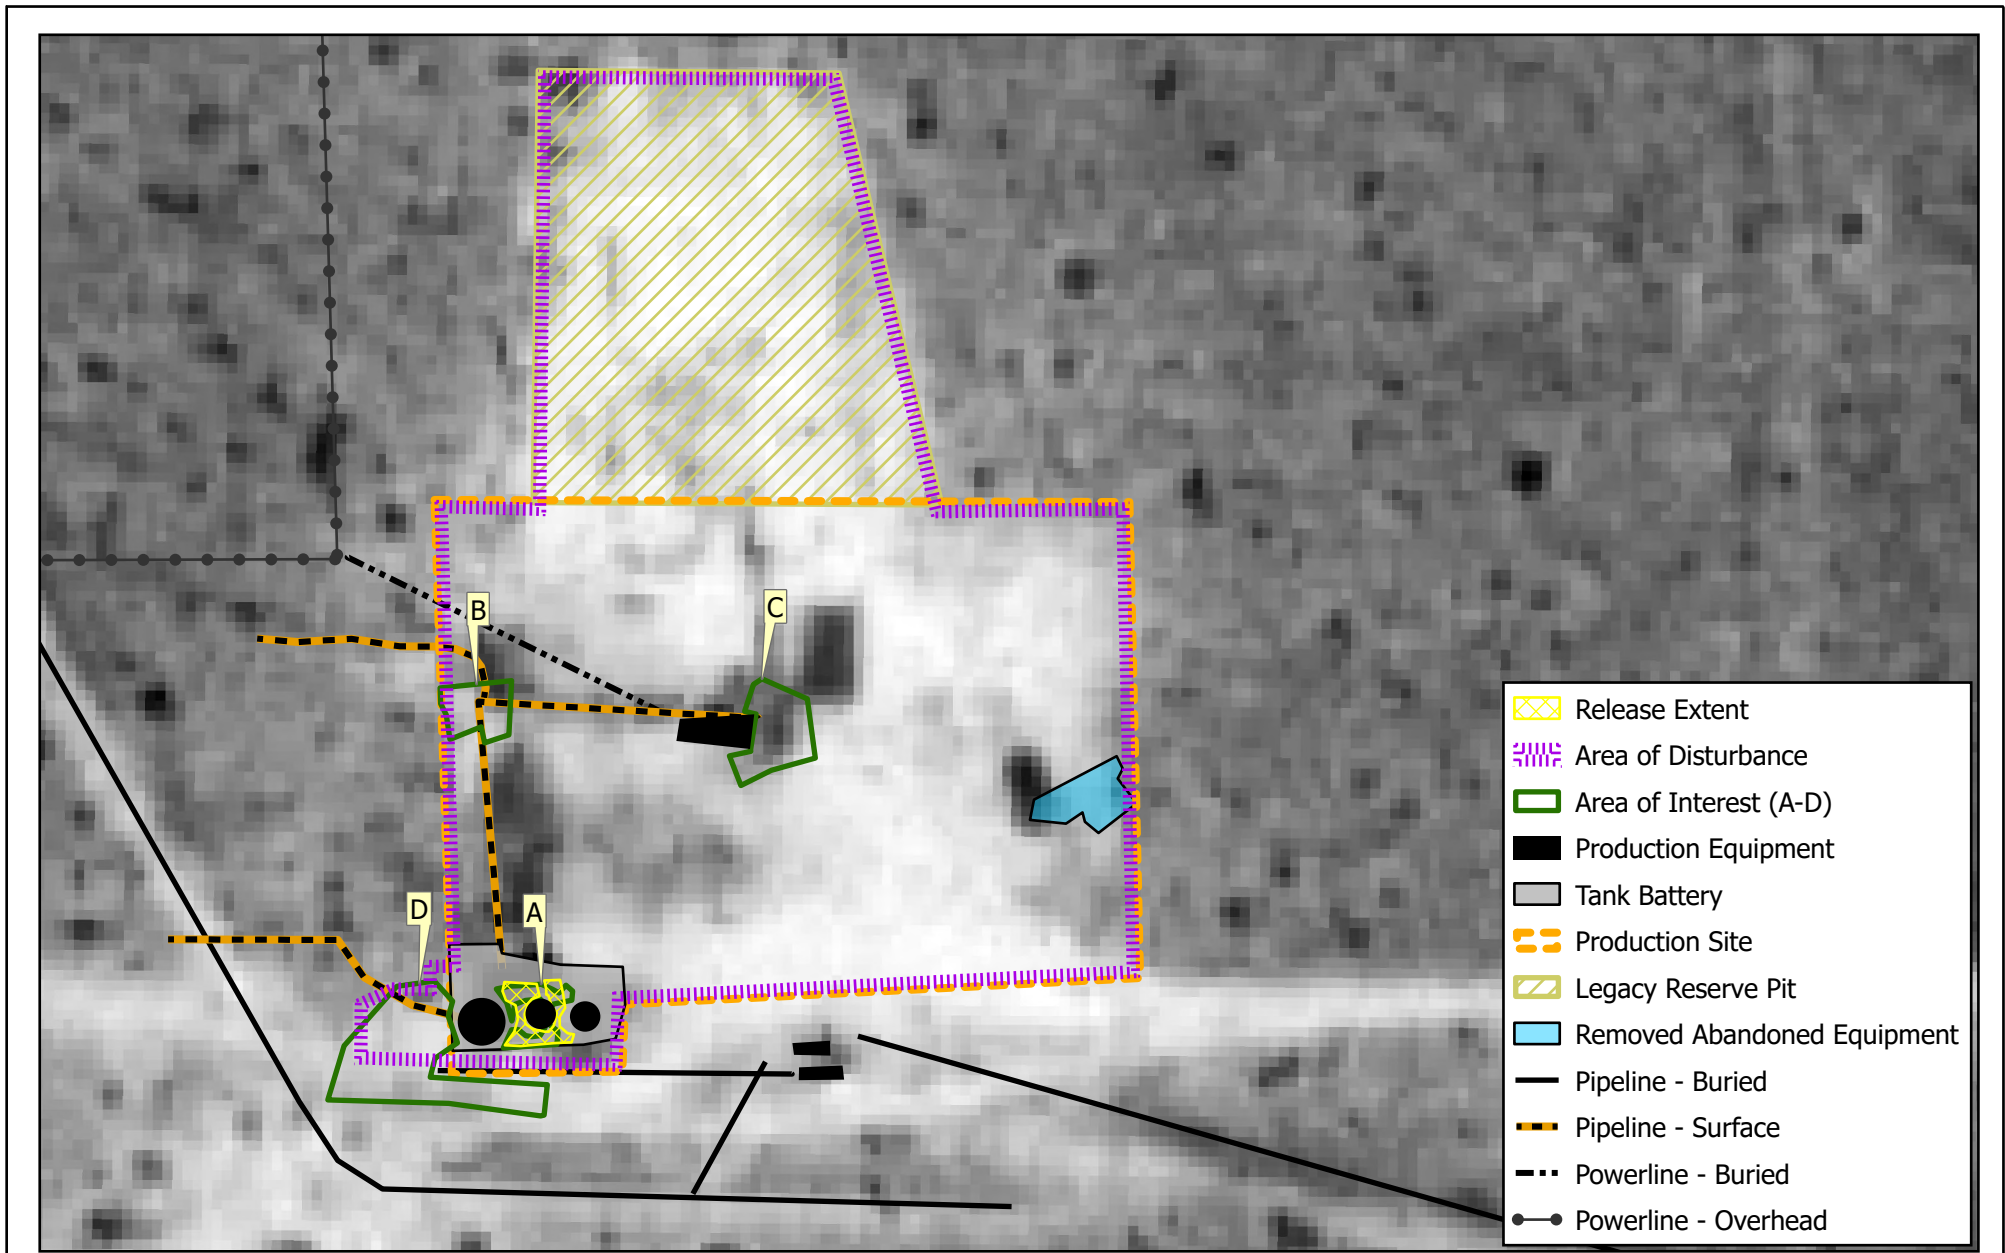 B
C
D
A
Release Extent
Area of Disturbance
Area of Interest (A-D)
Production Equipment
Tank Battery
Production Site
Legacy Reserve Pit
Removed Abandoned Equipment
Pipeline - Buried
Pipeline - Surface
Powerline - Buried
Powerline - Overhead